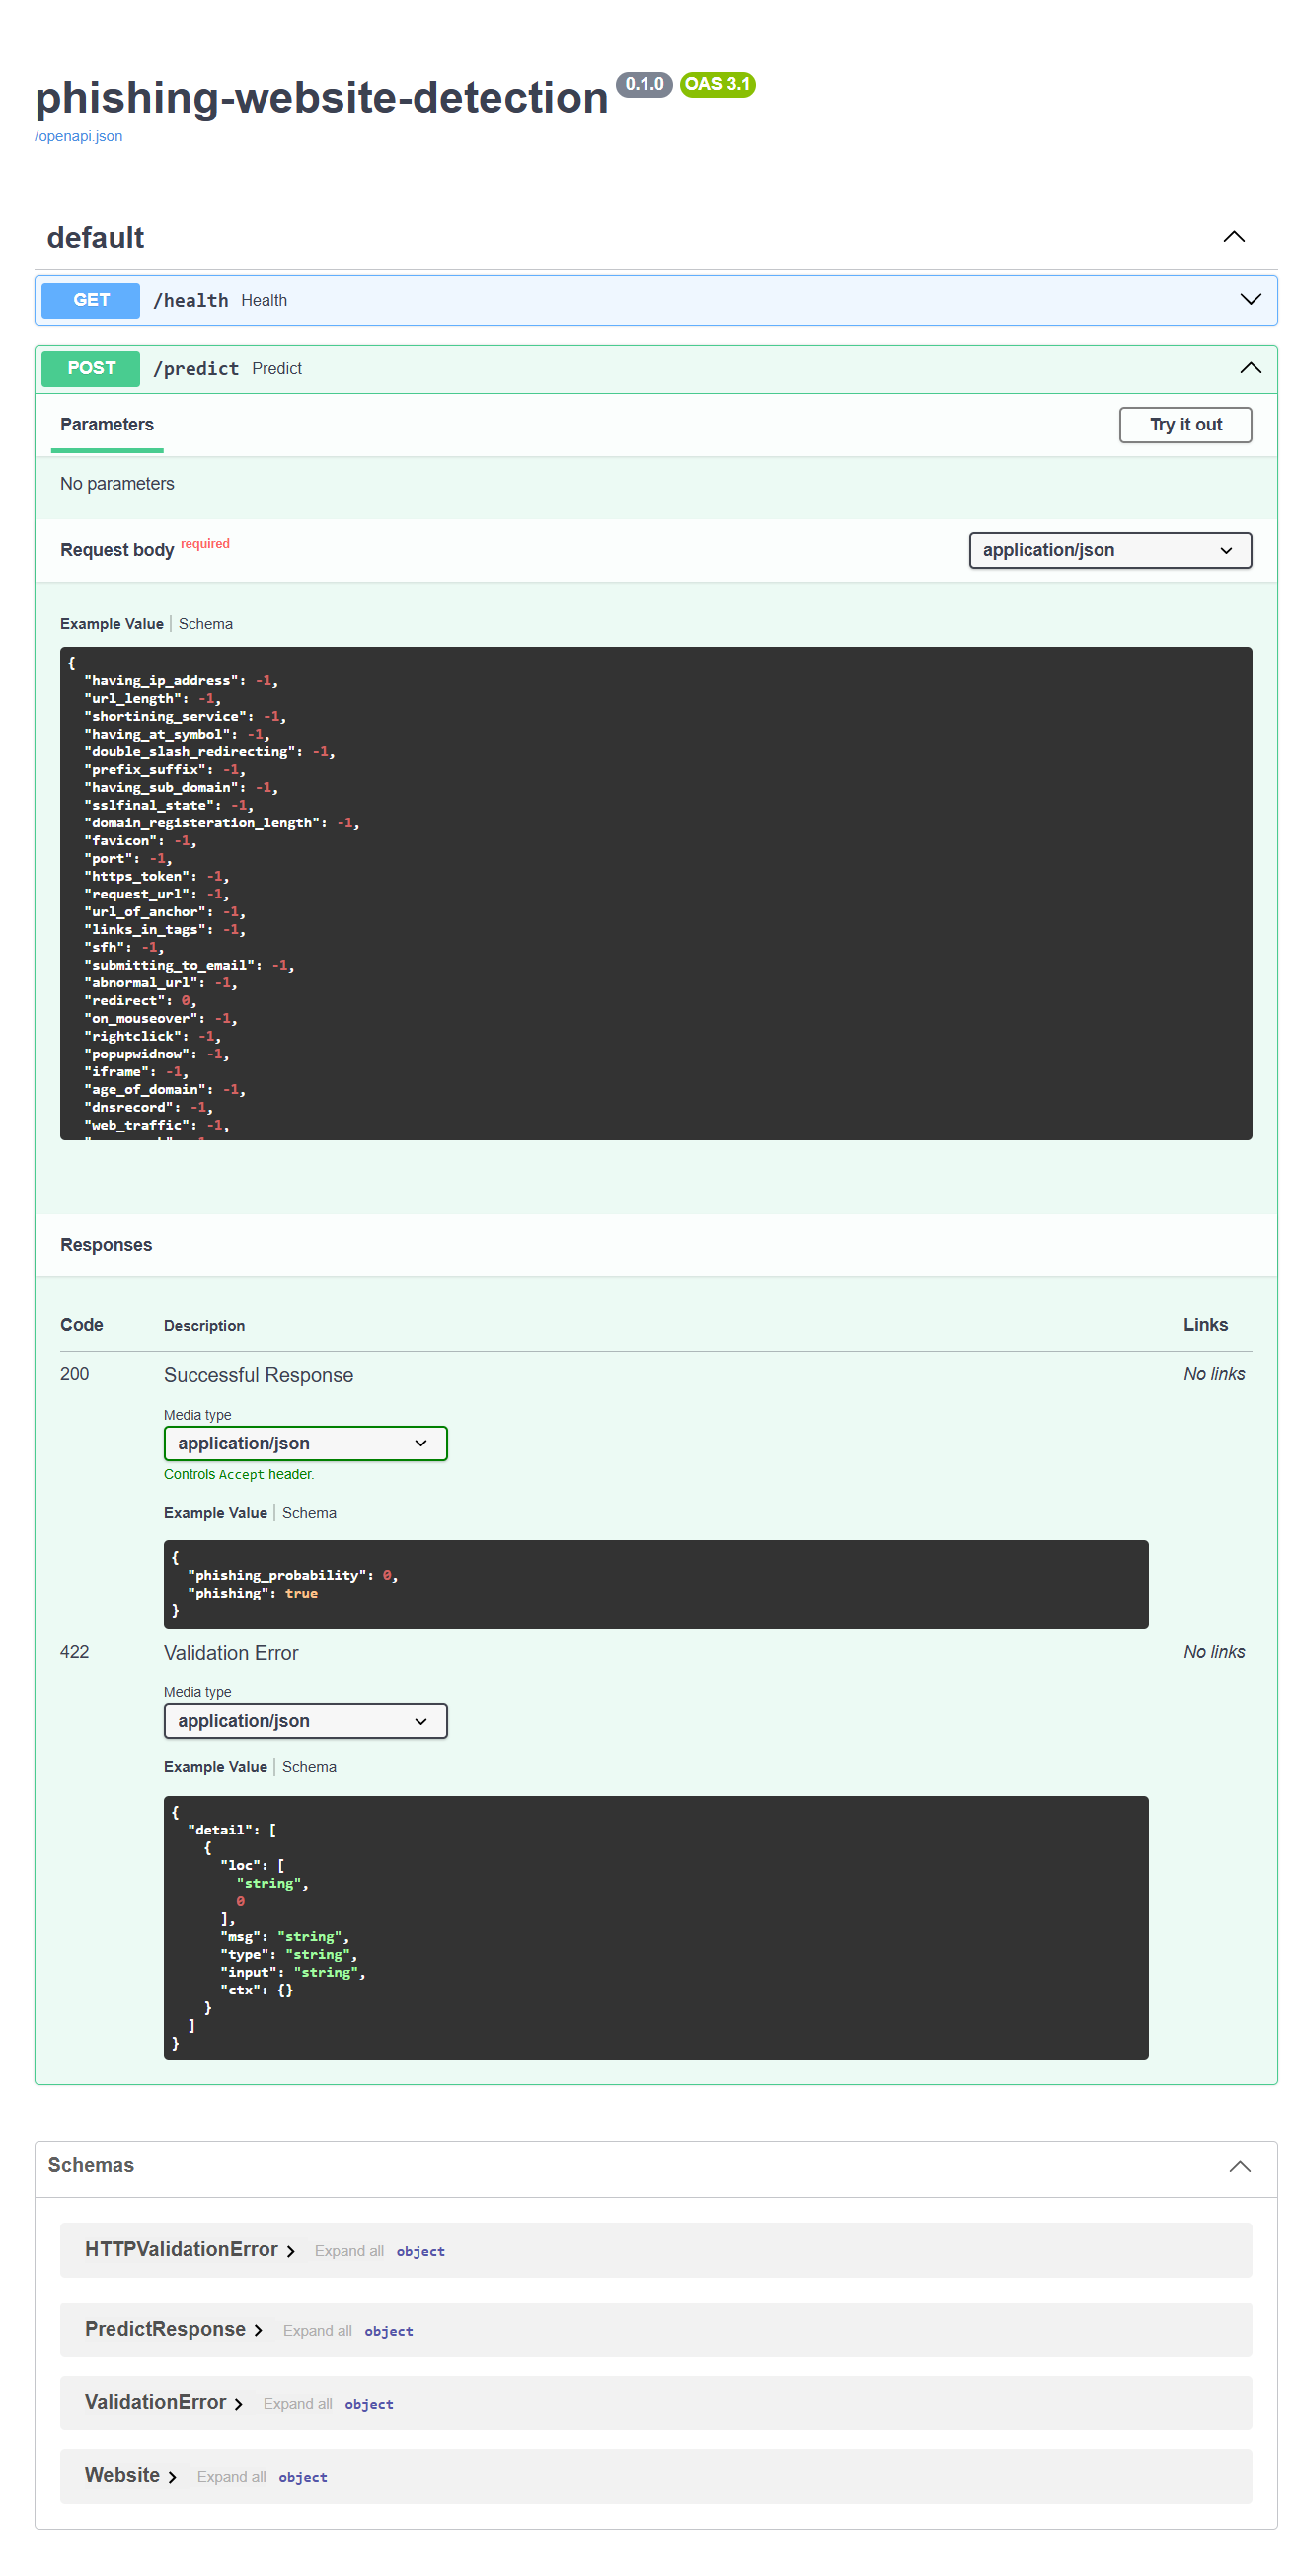 phishing-website-detection 0.1.0 OAS 3.1
/openapi.json
default
GET /health Health
POST /predict Predict
Parameters Try it out
No parameters
Request body required application/json
Example Value | Schema
{
  "having_ip_address": -1,
  "url_length": -1,
  "shortining_service": -1,
  "having_at_symbol": -1,
  "double_slash_redirecting": -1,
  "prefix_suffix": -1,
  "having_sub_domain": -1,
  "sslfinal_state": -1,
  "domain_registeration_length": -1,
  "favicon": -1,
  "port": -1,
  "https_token": -1,
  "request_url": -1,
  "url_of_anchor": -1,
  "links_in_tags": -1,
  "sfh": -1,
  "submitting_to_email": -1,
  "abnormal_url": -1,
  "redirect": 0,
  "on_mouseover": -1,
  "rightclick": -1,
  "popupwidnow": -1,
  "iframe": -1,
  "age_of_domain": -1,
  "dnsrecord": -1,
  "web_traffic": -1,
Responses
Code Description Links
200 Successful Response No links
Media type
application/json
Controls Accept header.
Example Value | Schema
{
  "phishing_probability": 0,
  "phishing": true
}
422 Validation Error No links
Media type
application/json
Example Value | Schema
{
  "detail": [
    {
      "loc": [
        "string",
        0
      ],
      "msg": "string",
      "type": "string",
      "input": "string",
      "ctx": {}
    }
  ]
}
Schemas
HTTPValidationError Expand all object
PredictResponse Expand all object
ValidationError Expand all object
Website Expand all object